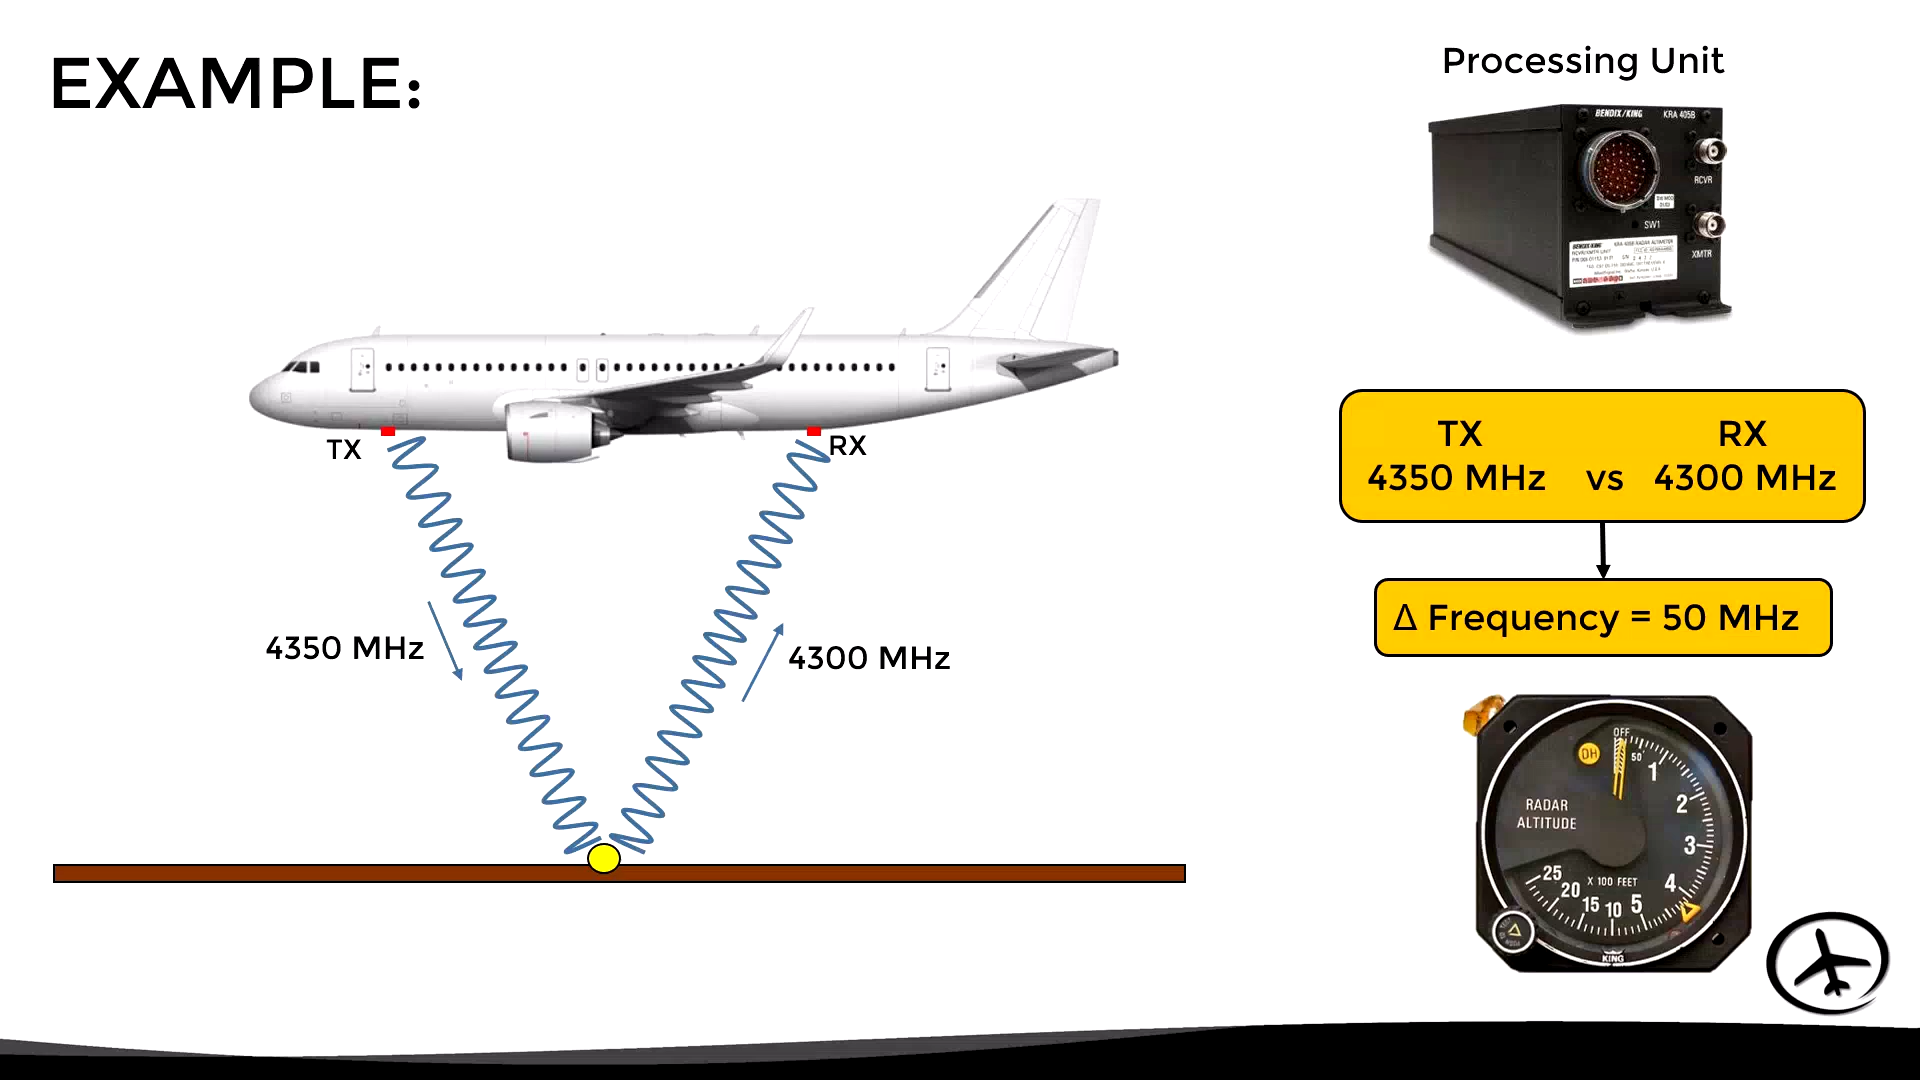 EXAMPLE:
Processing Unit
BENDIX/KING
KRA 405B
RCVR
SW1
XMTR
TX
RX
4350 MHz
4300 MHz
TX
RX
4350 MHz vs 4300 MHz
Δ Frequency = 50 MHz
OFF
DH
50
1
2
3
4
5
10
15
20
25
RADAR
ALTITUDE
X 100 FEET
KING